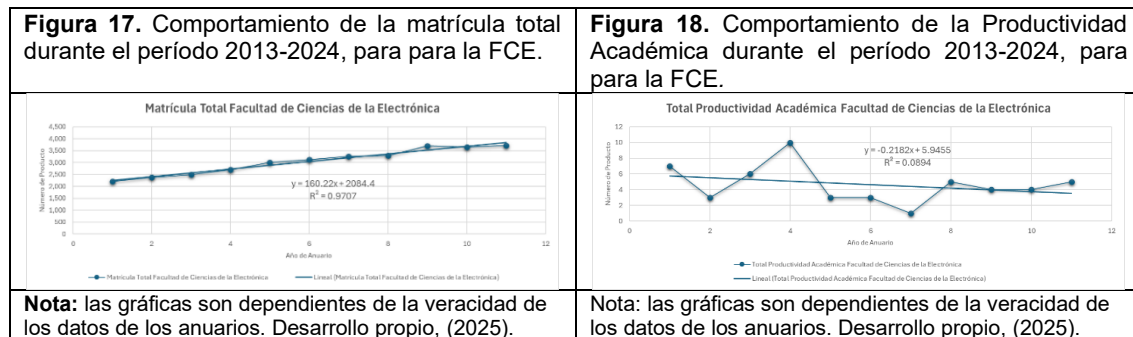 Figura 17. Comportamiento de la matrícula total
durante el período 2013-2024, para para la FCE.
Matrícula Total Facultad de Ciencias de la Electrónica
4,500
4,000
3,500
3,000
2,500
2,000
1,500
1,000
500
0
Número de Producto
y = 160.22x + 2084.4
R² = 0.9707
0 2 4 6 8 10 12
Año de Anuario
Matrícula Total Facultad de Ciencias de la Electrónica Lineal (Matrícula Total Facultad de Ciencias de la Electrónica)
Nota: las gráficas son dependientes de la veracidad de
los datos de los anuarios. Desarrollo propio, (2025).
Figura 18. Comportamiento de la Productividad
Académica durante el período 2013-2024, para
para la FCE.
Total Productividad Académica Facultad de Ciencias de la Electrónica
12
10
8
6
4
2
0
Número de Producto
y = -0.2182x + 5.9455
R² = 0.0894
0 2 4 6 8 10 12
Año de Anuario
Total Productividad Académica Facultad de Ciencias de la Electrónica
Lineal (Total Productividad Académica Facultad de Ciencias de la Electrónica)
Nota: las gráficas son dependientes de la veracidad de
los datos de los anuarios. Desarrollo propio, (2025).